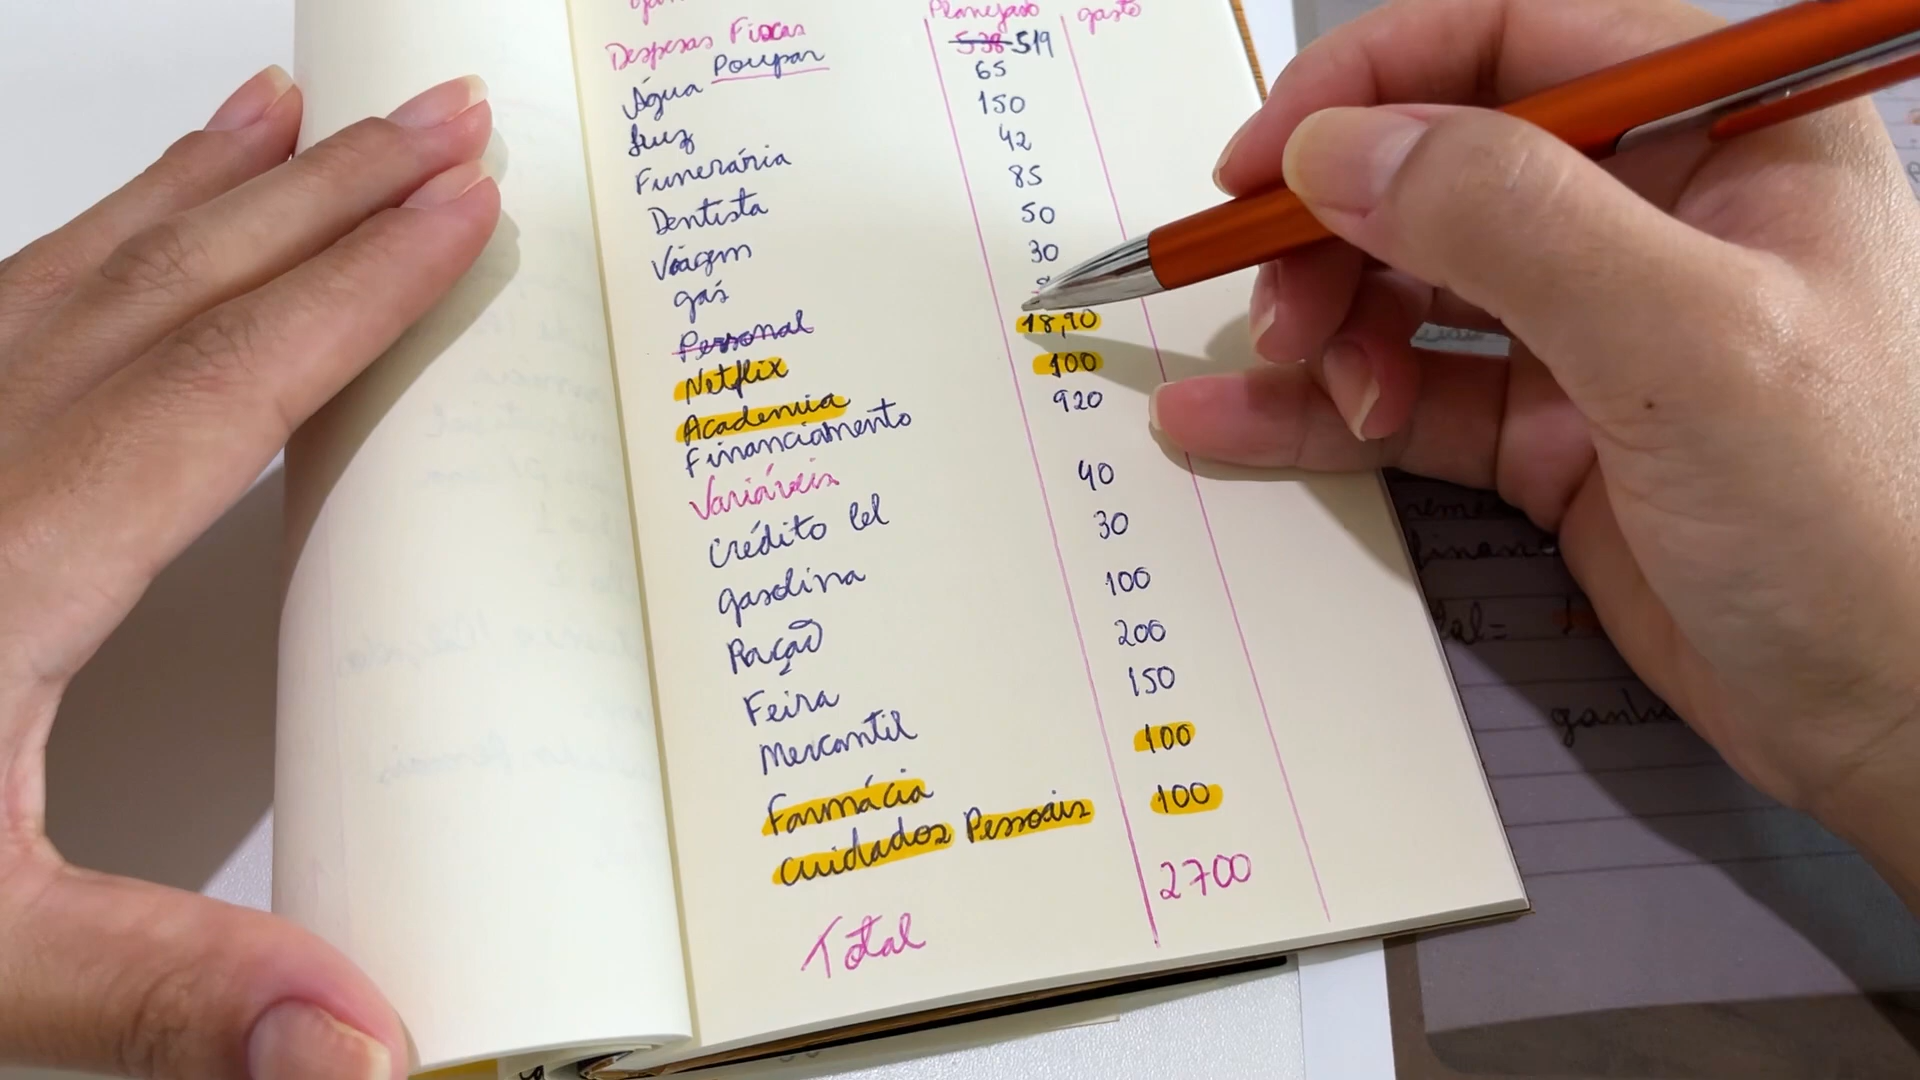 Planejado gasto
Despesas Fixas
Poupar 538 519
Água 65
Luz 150
Funerária 42
Dentista 85
Viagem 50
gás 30
Personal
Netflix 18,90
Academia 100
Financiamento 920
Variáveis
Crédito Cel 40
gasolina 30
Ração 100
Feira 200
Mercantil 150
Farmácia 100
cuidados Pessoais 100
Total 2700